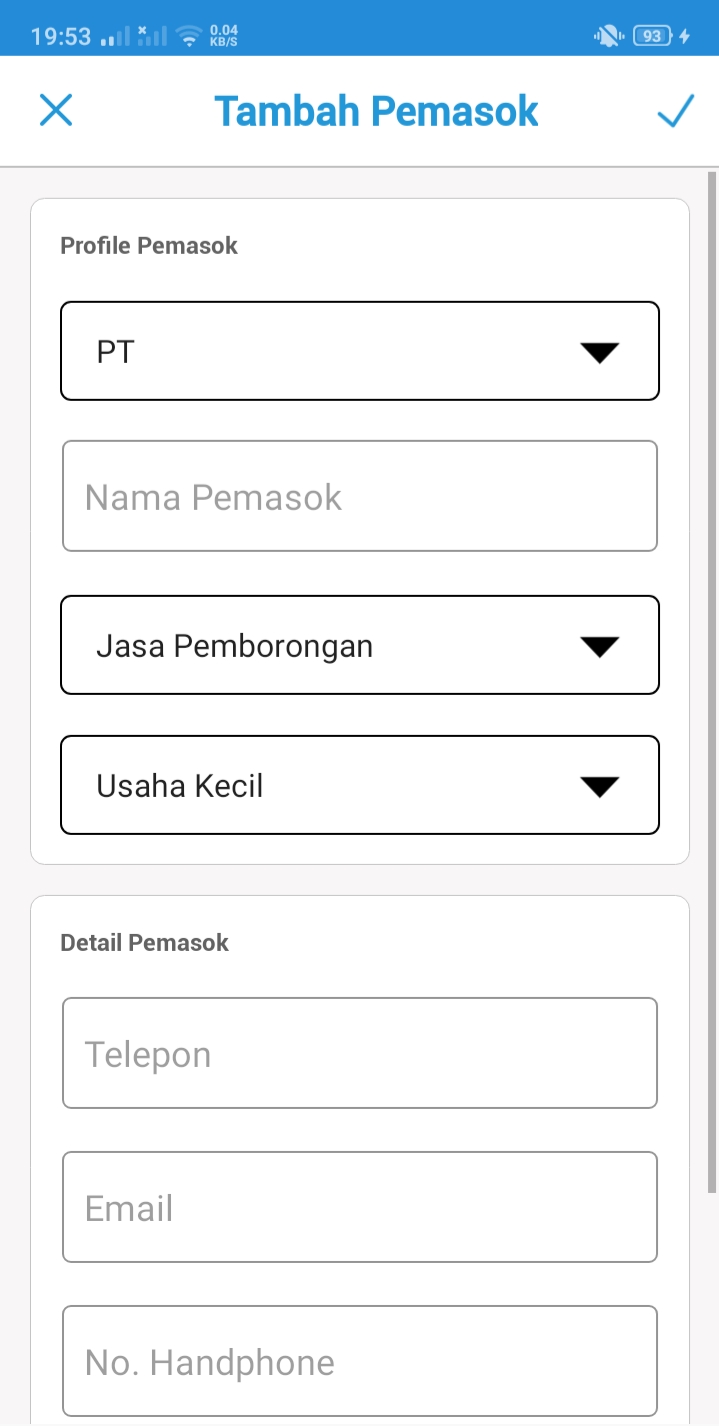 19:53
0.04
KB/S
93
Tambah Pemasok
Profile Pemasok
PT
Nama Pemasok
Jasa Pemborongan
Usaha Kecil
Detail Pemasok
Telepon
Email
No. Handphone